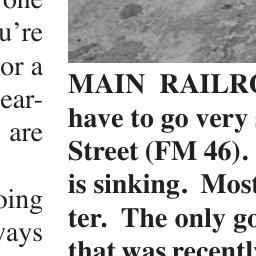 one
u're
or a
ear-
are
oing
ways
MAIN RAILRO
have to go very
Street (FM 46).
is sinking. Most
ter. The only go
that was recently